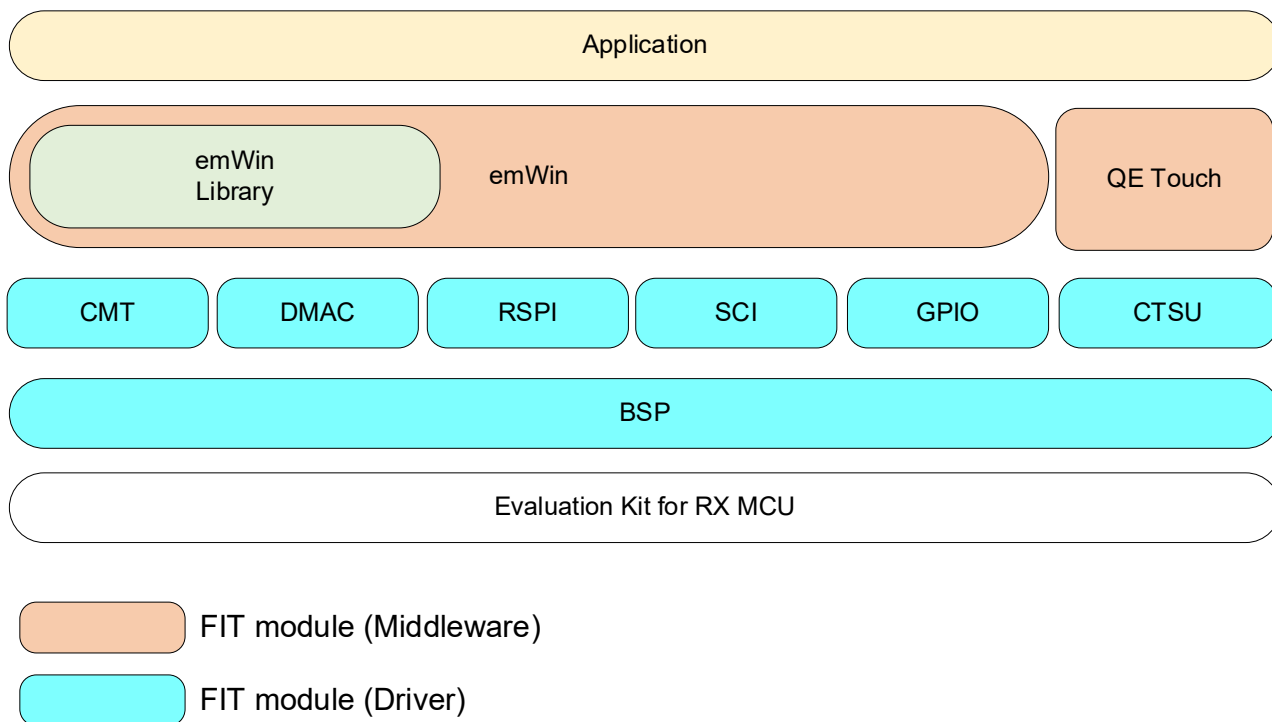 Application
emWin
Library
emWin
QE Touch
CMT
DMAC
RSPI
SCI
GPIO
CTSU
BSP
Evaluation Kit for RX MCU
FIT module (Middleware)
FIT module (Driver)